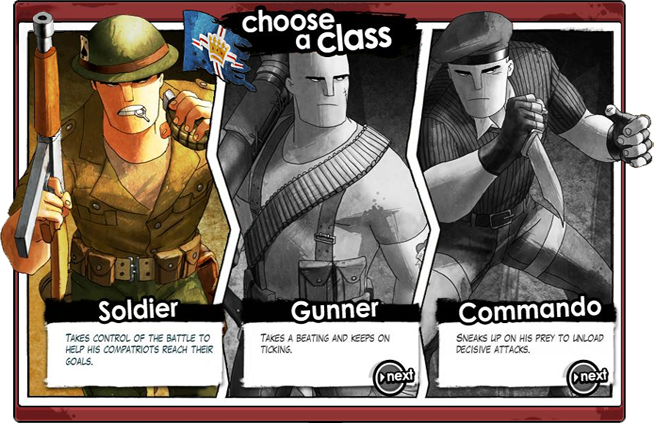 choose
a class
Soldier
TAKES CONTROL OF THE BATTLE TO
HELP HIS COMPATRIOTS REACH THEIR
GOALS.
Gunner
TAKES A BEATING AND KEEPS ON
TICKING.
next
Commando
SNEAKS UP ON HIS PREY TO UNLOAD
DECISIVE ATTACKS.
next